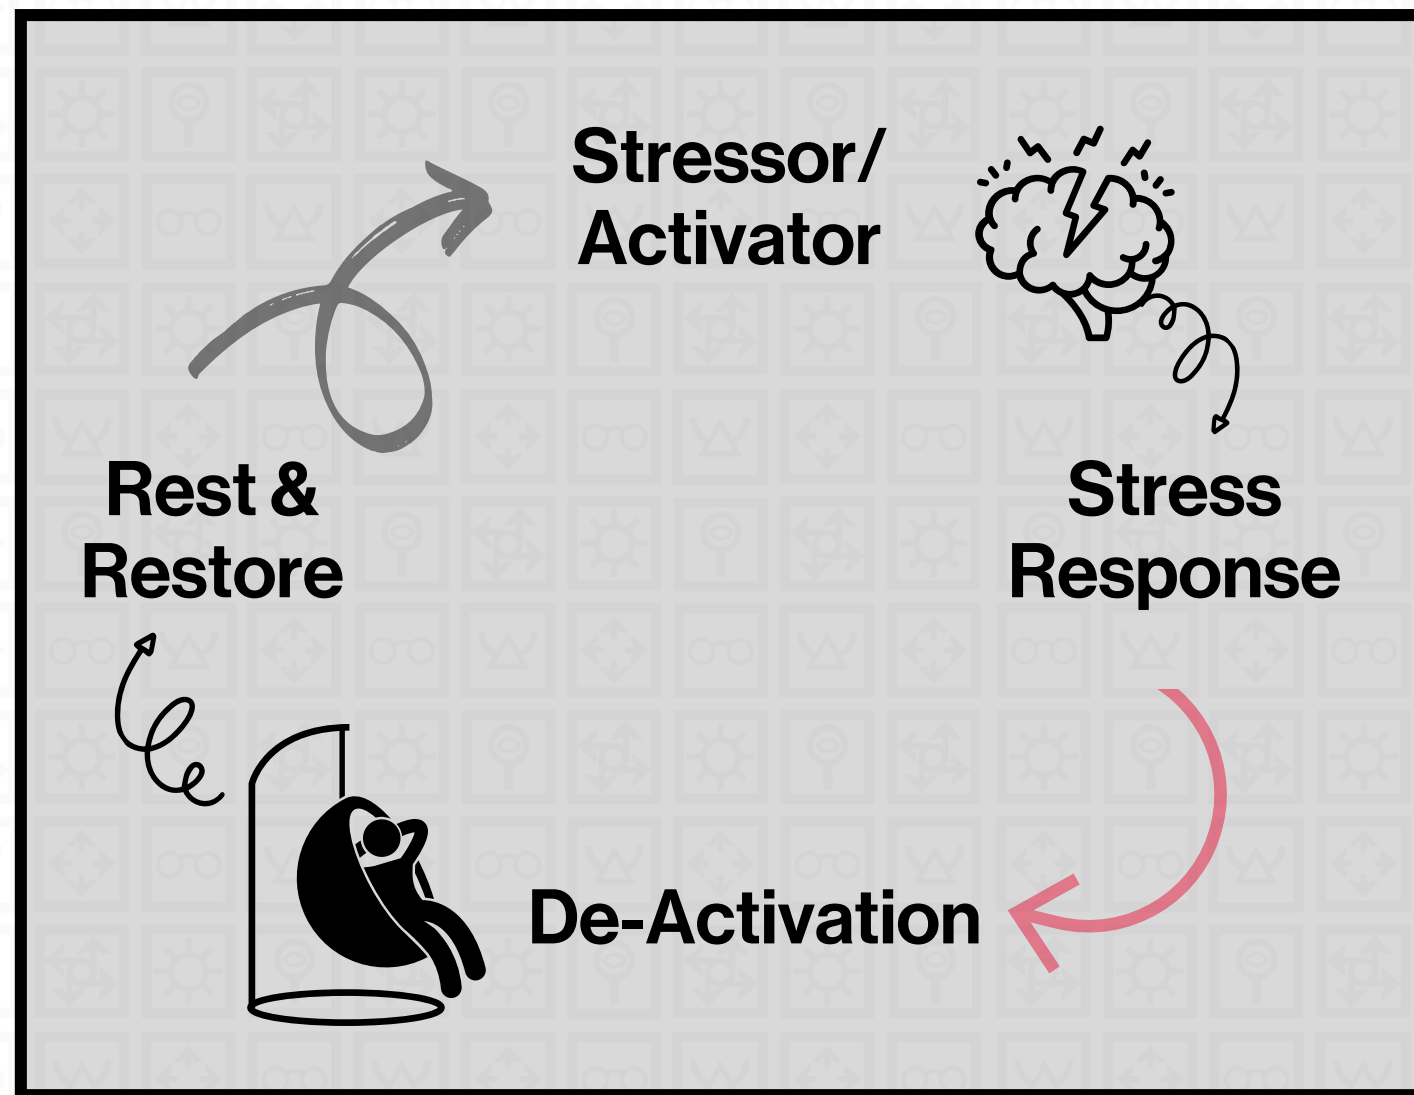 Stressor/
Activator
Rest &
Restore
Stress
Response
De-Activation